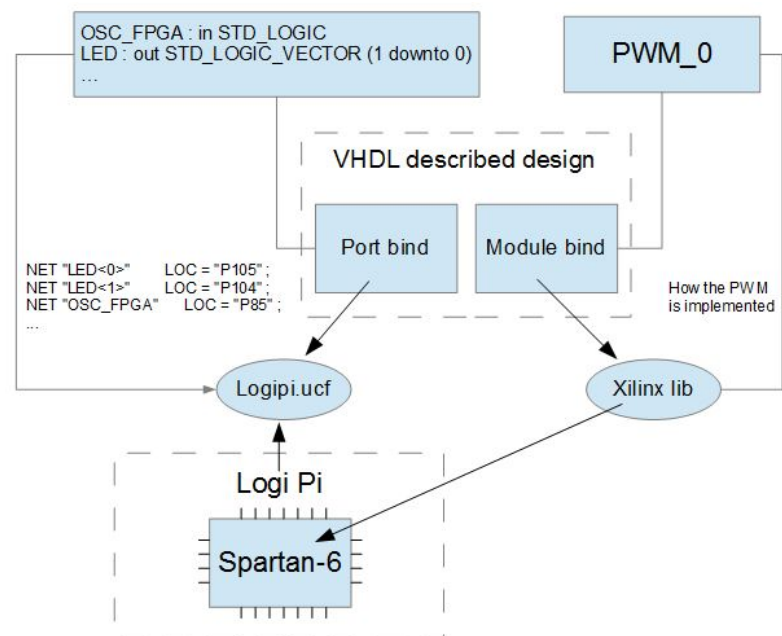 OSC_FPGA : in STD_LOGIC
LED : out STD_LOGIC_VECTOR (1 downto 0)
...
PWM_0
VHDL described design
Port bind
Module bind
NET "LED<0>" LOC = "P105" ;
NET "LED<1>" LOC = "P104" ;
NET "OSC_FPGA" LOC = "P85" ;
...
How the PWM
is implemented
Logipi.ucf
Xilinx lib
Logi Pi
Spartan-6